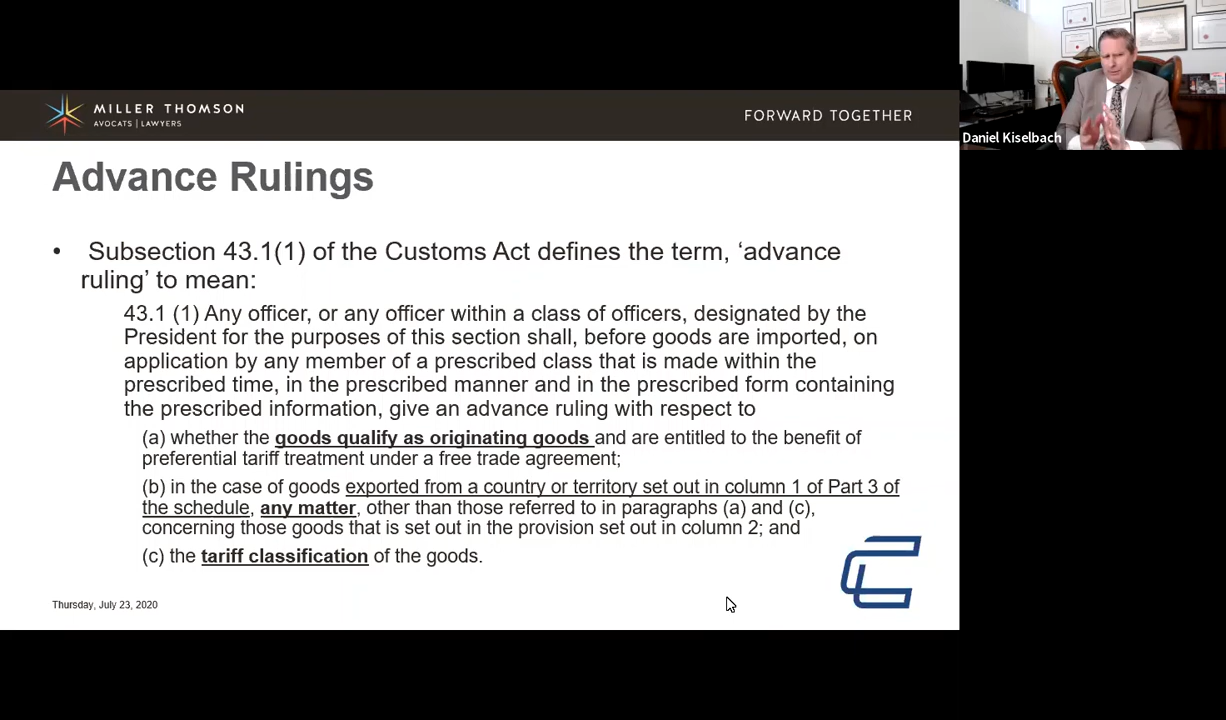 MILLER THOMSON
AVOCATS | LAWYERS
FORWARD TOGETHER
Daniel Kiselbach
Advance Rulings
• Subsection 43.1(1) of the Customs Act defines the term, ‘advance
ruling’ to mean:
43.1 (1) Any officer, or any officer within a class of officers, designated by the
President for the purposes of this section shall, before goods are imported, on
application by any member of a prescribed class that is made within the
prescribed time, in the prescribed manner and in the prescribed form containing
the prescribed information, give an advance ruling with respect to
(a) whether the goods qualify as originating goods and are entitled to the benefit of
preferential tariff treatment under a free trade agreement;
(b) in the case of goods exported from a country or territory set out in column 1 of Part 3 of
the schedule, any matter, other than those referred to in paragraphs (a) and (c),
concerning those goods that is set out in the provision set out in column 2; and
(c) the tariff classification of the goods.
Thursday, July 23, 2020